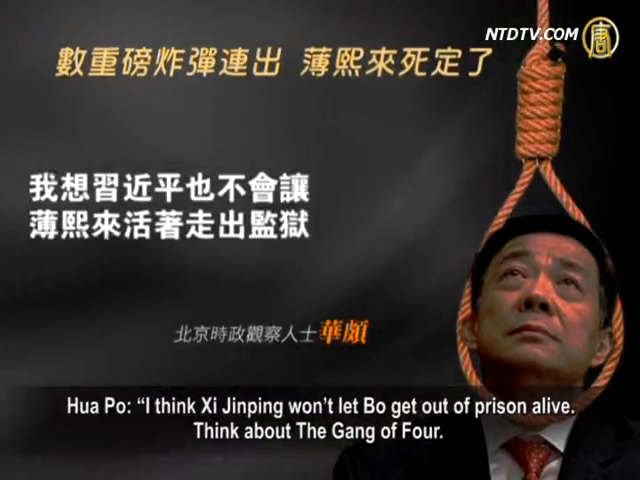 NTDTV.COM
唐
數重磅炸彈連出 薄熙來死定了
我想習近平也不會讓
薄熙來活著走出監獄
北京時政觀察人士華頗
Hua Po: “I think Xi Jinping won’t let Bo get out of prison alive.
Think about The Gang of Four.